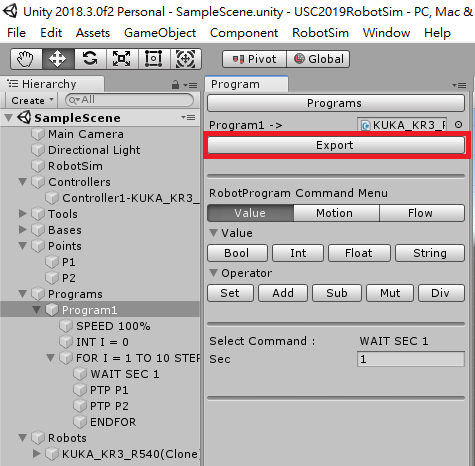 Unity 2018.3.0f2 Personal - SampleScene.unity - USC2019RobotSim - PC, Mac &
File Edit Assets GameObject Component RobotSim Window Help
Pivot Global
Hierarchy
Create All
SampleScene
Main Camera
Directional Light
RobotSim
Controllers
Controller1-KUKA_KR3_
Tools
Bases
Points
P1
P2
Programs
Program1
SPEED 100%
INT I = 0
FOR I = 1 TO 10 STEP
WAIT SEC 1
PTP P1
PTP P2
ENDFOR
Robots
KUKA_KR3_R540(Clone)
Program
Programs
Program1 -> KUKA_KR3_R
Export
RobotProgram Command Menu
Value Motion Flow
Value
Bool Int Float String
Operator
Set Add Sub Mut Div
Select Command : WAIT SEC 1
Sec 1